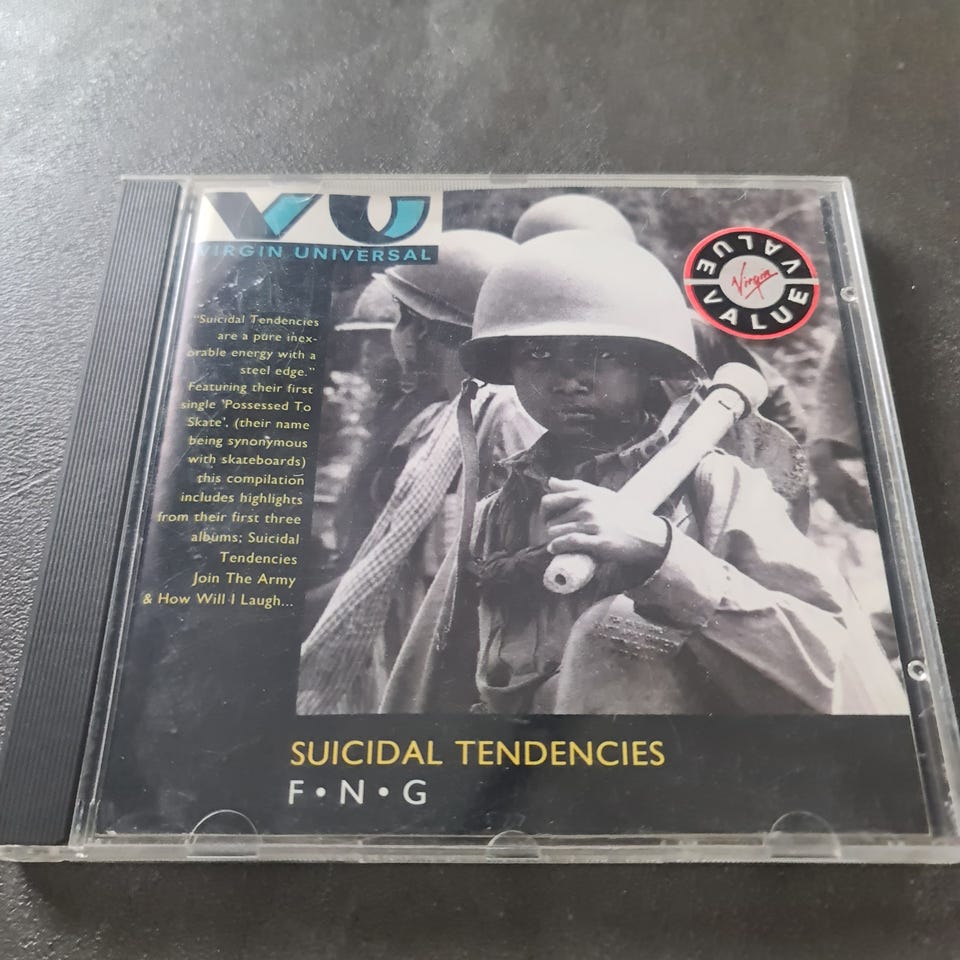 VU
VIRGIN UNIVERSAL
VALUE VALUE VALUE
Virgin
"Suicidal Tendencies
are a pure inex-
orable energy with a
steel edge."
Featuring their first
single 'Possessed To
Skate', (their name
being synonymous
with skateboards)
this compilation
includes highlights
from their first three
albums; Suicidal
Tendencies
Join The Army
& How Will I Laugh...
SUICIDAL TENDENCIES
F•N•G